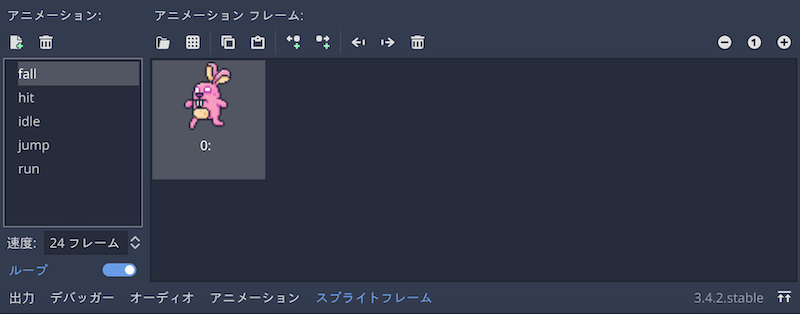 アニメーション:
アニメーション フレーム:
fall
hit
idle
jump
run
0:
速度: 24 フレーム
ループ
出力 デバッガー オーディオ アニメーション スプライトフレーム 3.4.2.stable